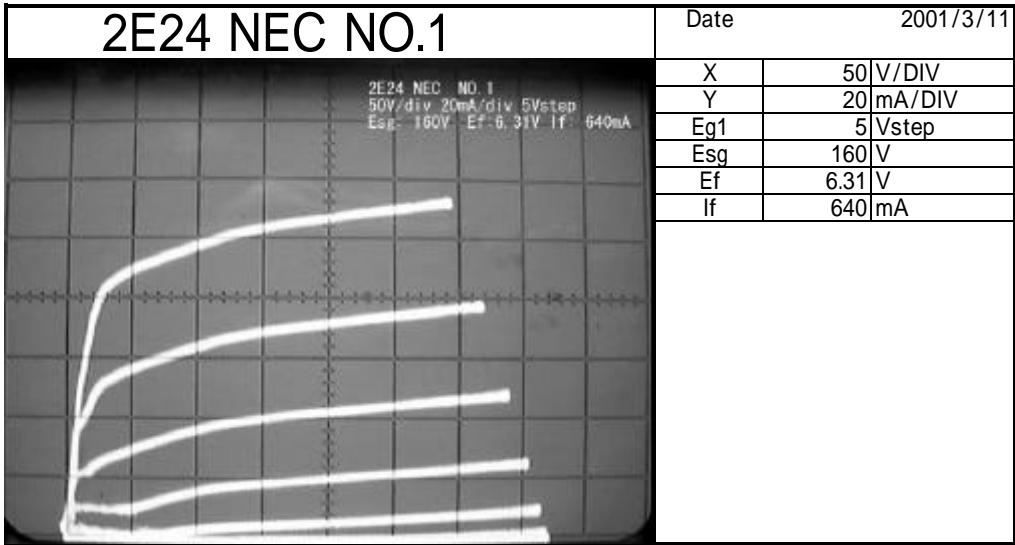 2E24 NEC NO.1
Date 2001/3/11
2E24 NEC NO.1
50V/div 20mA/div 5Vstep
Esg: 160V Ef:6.31V If: 640mA
X 50 V/DIV
Y 20 mA/DIV
Eg1 5 Vstep
Esg 160 V
Ef 6.31 V
If 640 mA